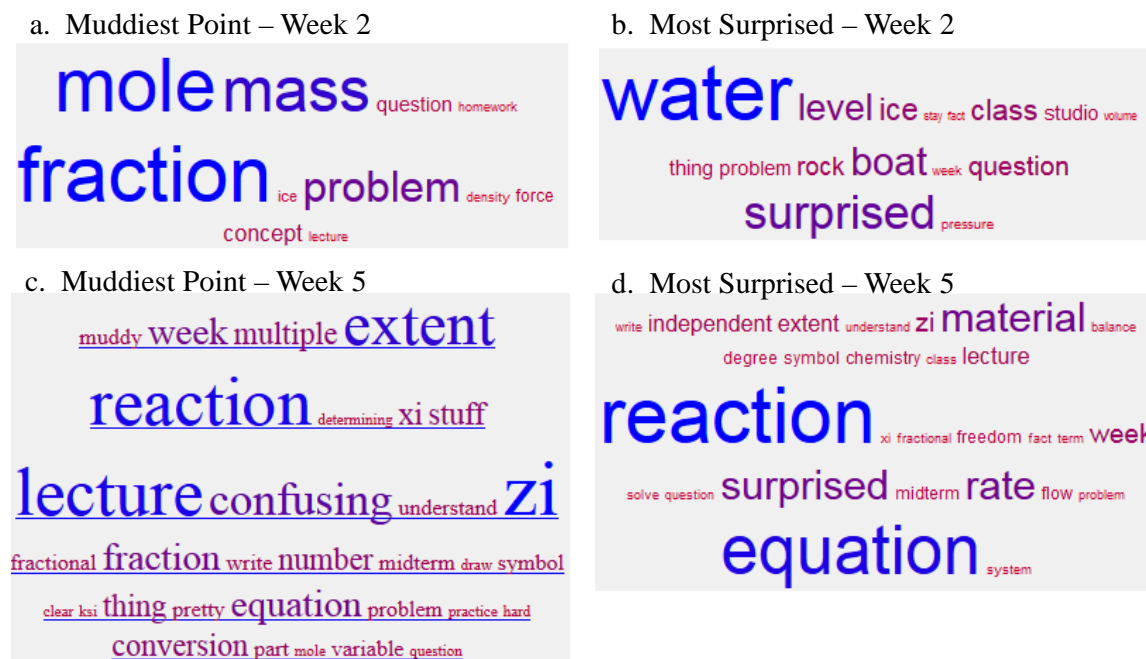 a. Muddiest Point – Week 2
mole mass question homework
fraction ice problem density force
concept lecture
b. Most Surprised – Week 2
water level ice stay fact class studio volume
thing problem rock boat week question
surprised pressure
c. Muddiest Point – Week 5
muddy week multiple extent
reaction determining xi stuff
lecture confusing understand zi
fractional fraction write number midterm draw symbol
clear ksi thing pretty equation problem practice hard
conversion part mole variable question
d. Most Surprised – Week 5
write independent extent understand zi material balance
degree symbol chemistry class lecture
reaction xi fractional freedom fact term week
solve question surprised midterm rate flow problem
equation system